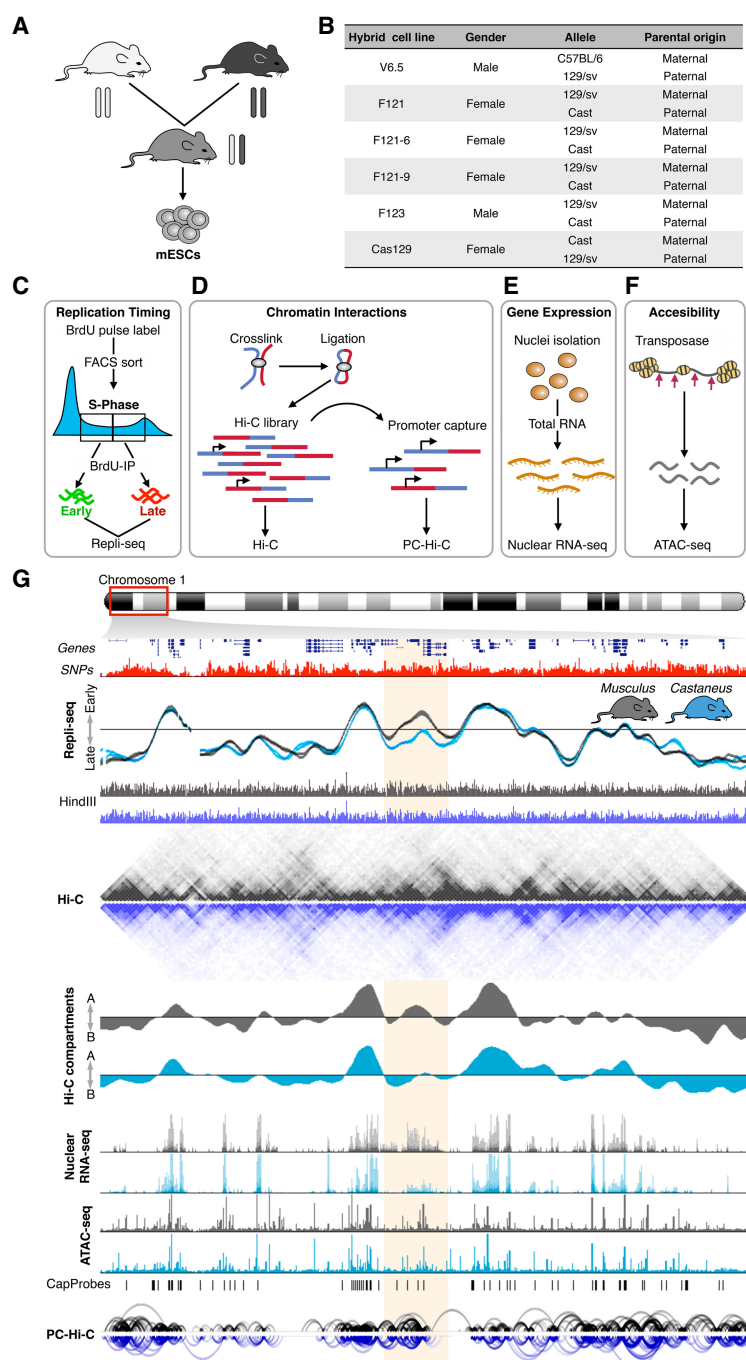 A
mESCs
B
Hybrid cell line Gender Allele Parental origin
V6.5 Male C57BL/6 Maternal
129/sv Paternal
F121 Female 129/sv Maternal
Cast Paternal
F121-6 Female 129/sv Maternal
Cast Paternal
F121-9 Female 129/sv Maternal
Cast Paternal
F123 Male 129/sv Maternal
Cast Paternal
Cas129 Female Cast Maternal
129/sv Paternal
C
Replication Timing
BrdU pulse label
FACS sort
S-Phase
BrdU-IP
Early Late
Repli-seq
D
Chromatin Interactions
Crosslink Ligation
Hi-C library
Promoter capture
Hi-C PC-Hi-C
E
Gene Expression
Nuclei isolation
Total RNA
Nuclear RNA-seq
F
Accesibility
Transposase
ATAC-seq
G
Chromosome 1
Genes
SNPs
Repli-seq
Early
Late
Musculus Castaneus
HindIII
Hi-C
Hi-C compartments
A
B
A
B
Nuclear
RNA-seq
ATAC-seq
CapProbes
PC-Hi-C